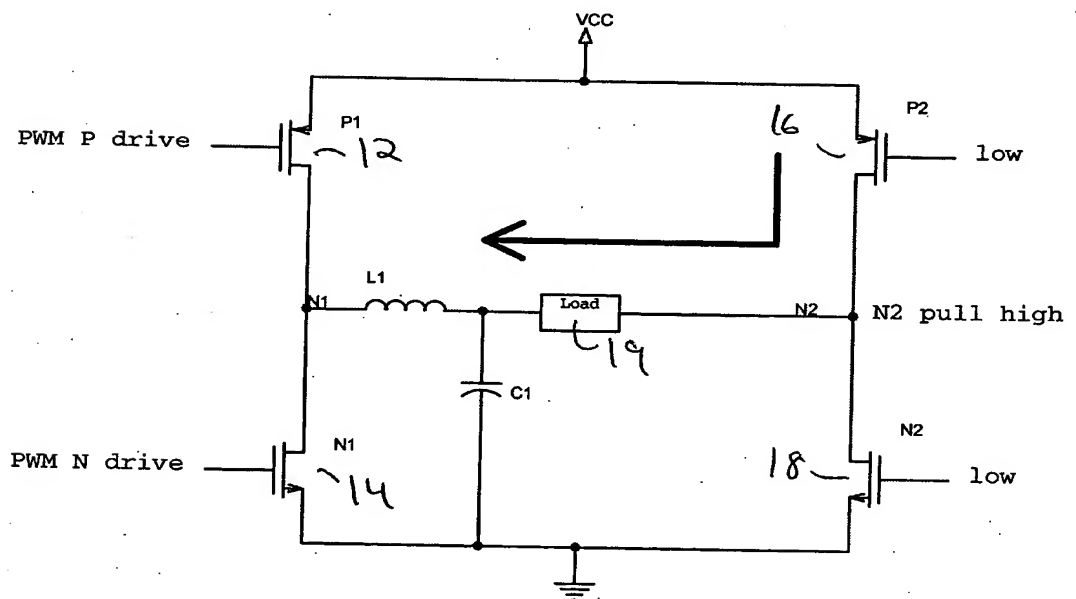 VCC
P1
16
P2
PWM P drive
12
low
L1
N1
Load
N2
N2 pull high
19
C1
N1
N2
PWM N drive
14
18
low